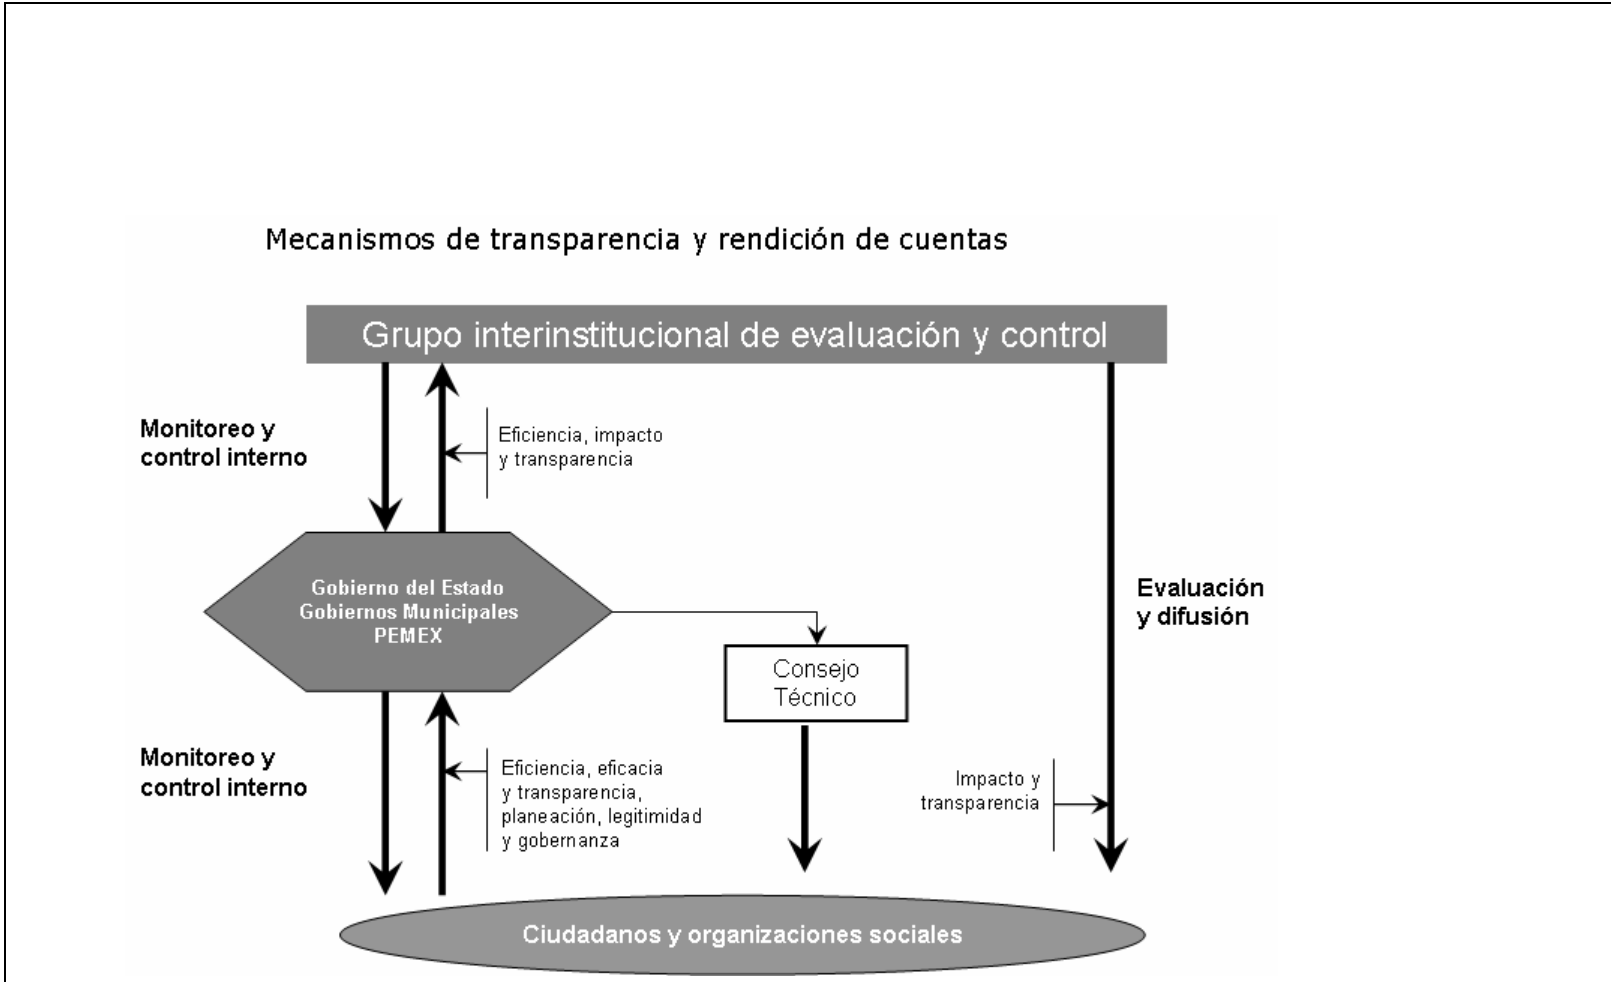 Mecanismos de transparencia y rendición de cuentas
Grupo interinstitucional de evaluación y control
Monitoreo y
control interno
Eficiencia, impacto
y transparencia
Gobierno del Estado
Gobiernos Municipales
PEMEX
Evaluación
y difusión
Consejo
Técnico
Monitoreo y
control interno
Eficiencia, eficacia
y transparencia,
planeación, legitimidad
y gobernanza
Impacto y
transparencia
Ciudadanos y organizaciones sociales